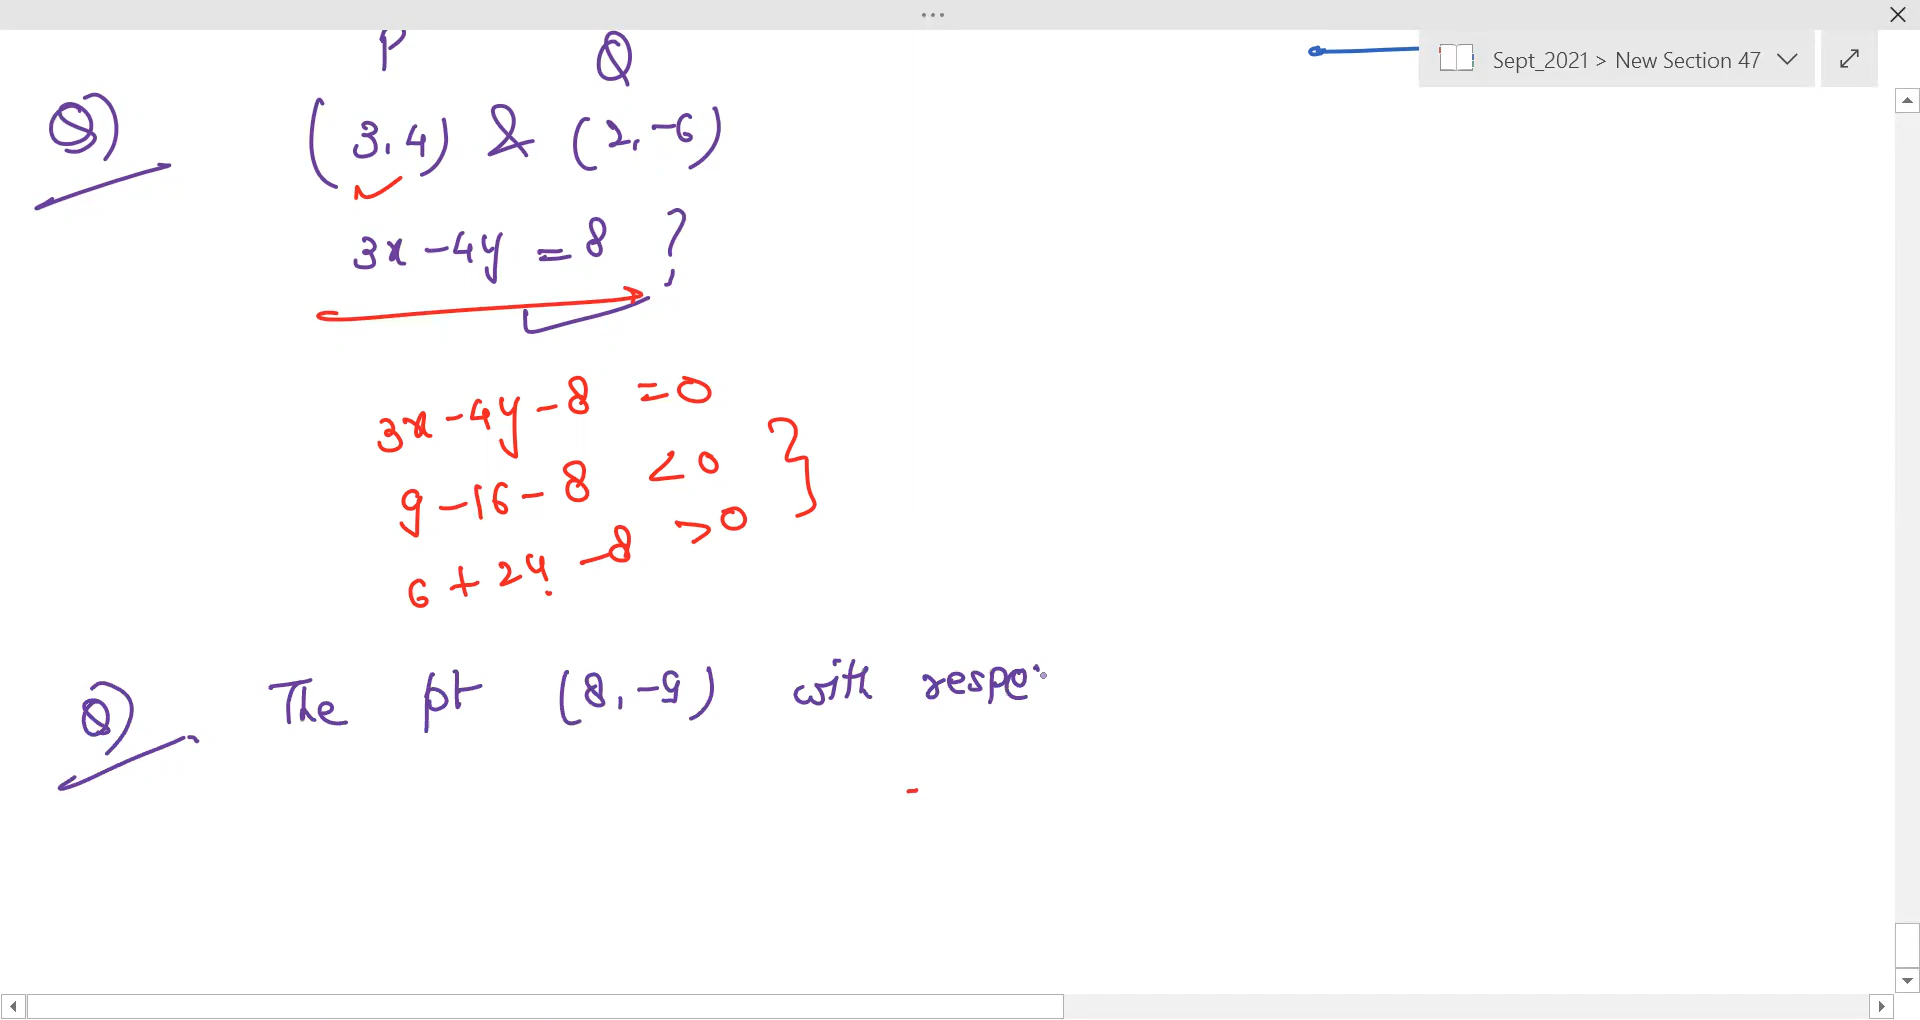 ...
P Q
Sept_2021 > New Section 47
Q) (3, 4) & (2, -6)
3x - 4y = 8 ?
3x - 4y - 8 = 0
9 - 16 - 8 < 0
6 + 24 - 8 > 0
Q) The pt (8, -9) with respe